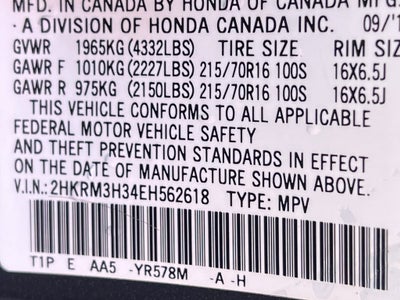 MFD. IN CANADA BY HONDA OF CANADA MFG.
·A DIVISION OF HONDA CANADA INC. 09/'1
GVWR 1965KG (4332LBS) TIRE SIZE RIM SIZE
GAWR F 1010KG (2227LBS) 215/70R16 100S 16X6.5J
GAWR R 975KG (2150LBS) 215/70R16 100S 16X6.5J
THIS VEHICLE CONFORMS TO ALL APPLICABLE
FEDERAL MOTOR VEHICLE SAFETY
AND THEFT PREVENTION STANDARDS IN EFFECT
ON THE DATE OF MANUFACTURE SHOWN ABOVE.
V.I.N.: 2HKRM3H34EH562618 TYPE: MPV
T1P E AA5 -YR578M -A -H